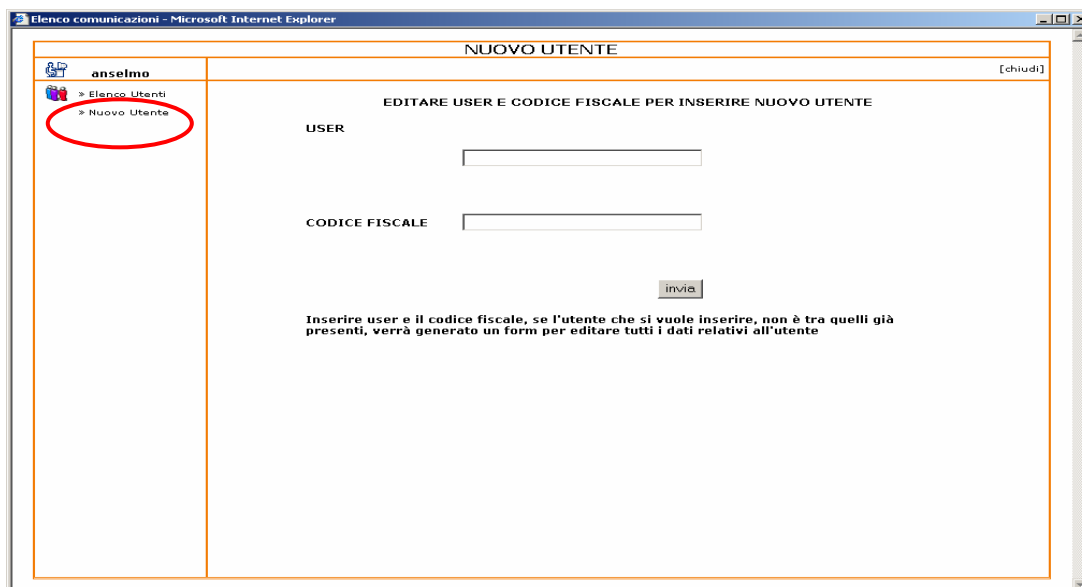 Elenco comunicazioni - Microsoft Internet Explorer
NUOVO UTENTE
anselmo
[chiudi]
» Elenco Utenti
» Nuovo Utente
EDITARE USER E CODICE FISCALE PER INSERIRE NUOVO UTENTE
USER
CODICE FISCALE
invia
Inserire user e il codice fiscale, se l'utente che si vuole inserire, non è tra quelli già
presenti, verrà generato un form per editare tutti i dati relativi all'utente